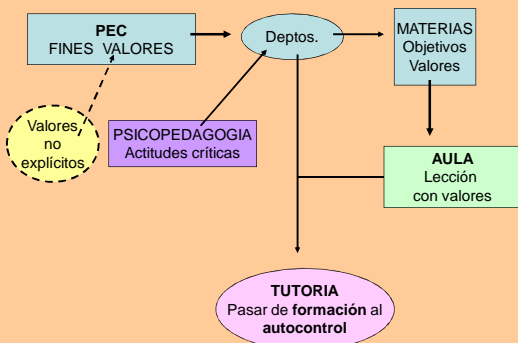 PEC
FINES VALORES
Deptos.
MATERIAS
Objetivos
Valores
Valores
no
explícitos
PSICOPEDAGOGIA
Actitudes críticas
AULA
Lección
con valores
TUTORIA
Pasar de formación al
autocontrol